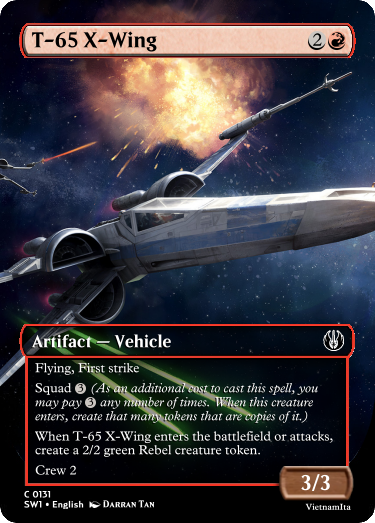 T-65 X-Wing 2
Artifact — Vehicle
Flying, First strike
Squad 3 (As an additional cost to cast this spell, you
may pay 3 any number of times. When this creature
enters, create that many tokens that are copies of it.)
When T-65 X-Wing enters the battlefield or attacks,
create a 2/2 green Rebel creature token.
Crew 2
3/3
C 0131
SW1 • English Darran Tan
VietnamIta